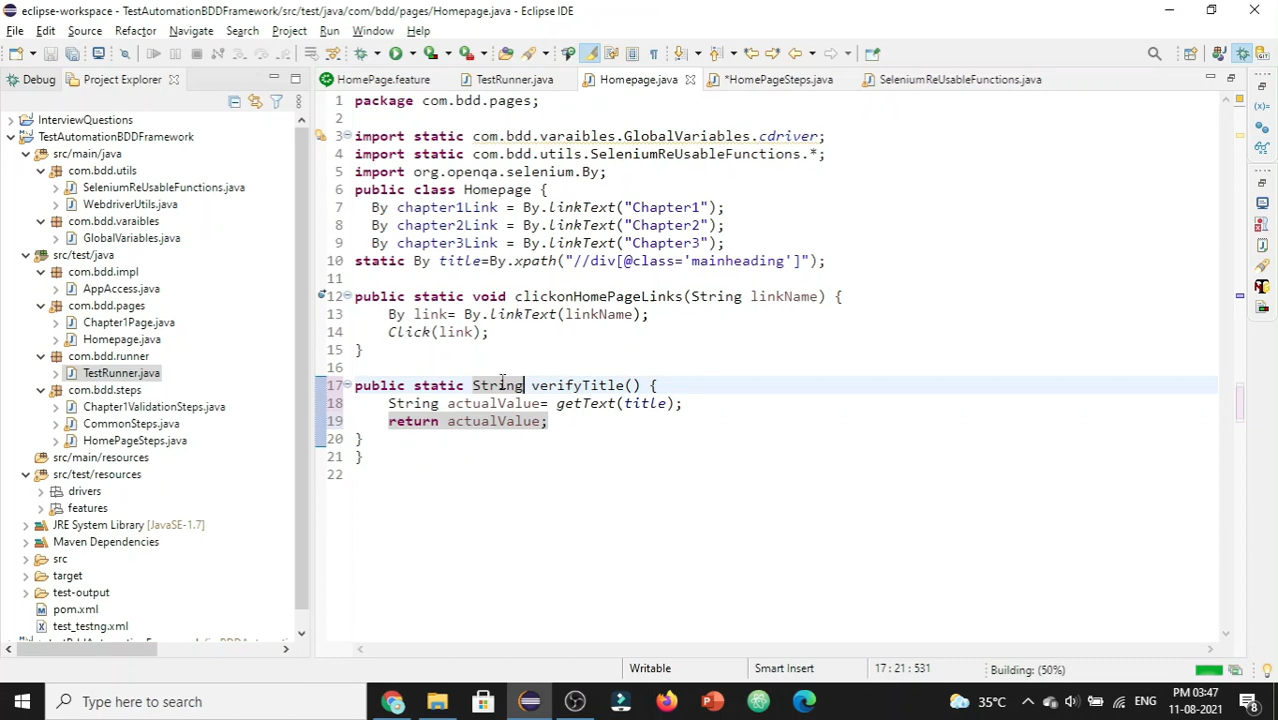 eclipse-workspace - TestAutomationBDDFramework/src/test/java/com/bdd/pages/Homepage.java - Eclipse IDE
File Edit Source Refactor Navigate Search Project Run Window Help
Debug Project Explorer
HomePage.feature TestRunner.java Homepage.java *HomePageSteps.java SeleniumReUsableFunctions.java
InterviewQuestions
TestAutomationBDDFramework
src/main/java
com.bdd.utils
SeleniumReUsableFunctions.java
WebdriverUtils.java
com.bdd.varaibles
GlobalVariables.java
src/test/java
com.bdd.impl
AppAccess.java
com.bdd.pages
Chapter1Page.java
Homepage.java
com.bdd.runner
TestRunner.java
com.bdd.steps
Chapter1ValidationSteps.java
CommonSteps.java
HomePageSteps.java
src/main/resources
src/test/resources
drivers
features
JRE System Library [JavaSE-1.7]
Maven Dependencies
src
target
test-output
pom.xml
test_testng.xml
1 package com.bdd.pages;
3 import static com.bdd.varaibles.GlobalVariables.cdriver;
4 import static com.bdd.utils.SeleniumReUsableFunctions.*;
5 import org.openqa.selenium.By;
6 public class Homepage {
7 By chapter1Link = By.linkText("Chapter1");
8 By chapter2Link = By.linkText("Chapter2");
9 By chapter3Link = By.linkText("Chapter3");
10 static By title=By.xpath("//div[@class='mainheading']");
11
12 public static void clickonHomePageLinks(String linkName) {
13 By link= By.linkText(linkName);
14 Click(link);
15 }
16
17 public static String verifyTitle() {
18 String actualValue= getText(title);
19 return actualValue;
20 }
21 }
22
Writable Smart Insert 17 : 21 : 531 Building: (50%)
Type here to search
35°C ENG PM 03:47
11-08-2021
8